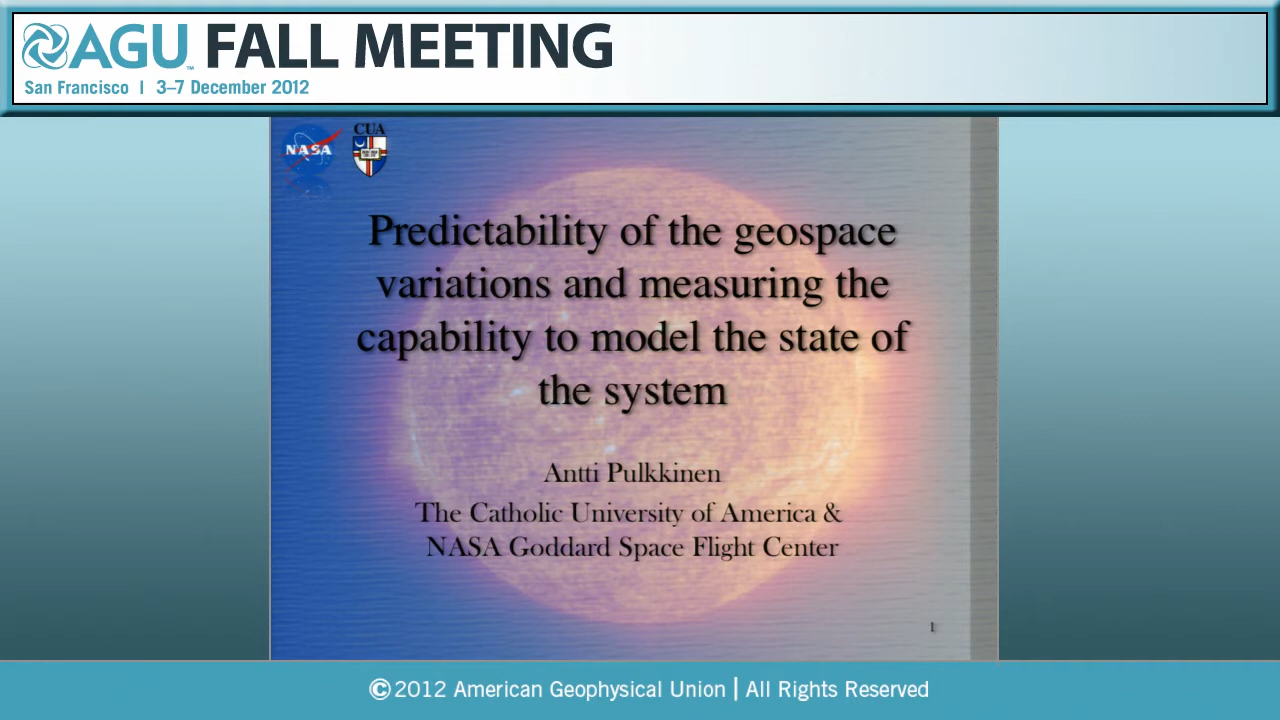 AGU™ FALL MEETING
San Francisco | 3–7 December 2012
NASA
CUA
Predictability of the geospace
variations and measuring the
capability to model the state of
the system
Antti Pulkkinen
The Catholic University of America &
NASA Goddard Space Flight Center
1
©2012 American Geophysical Union | All Rights Reserved